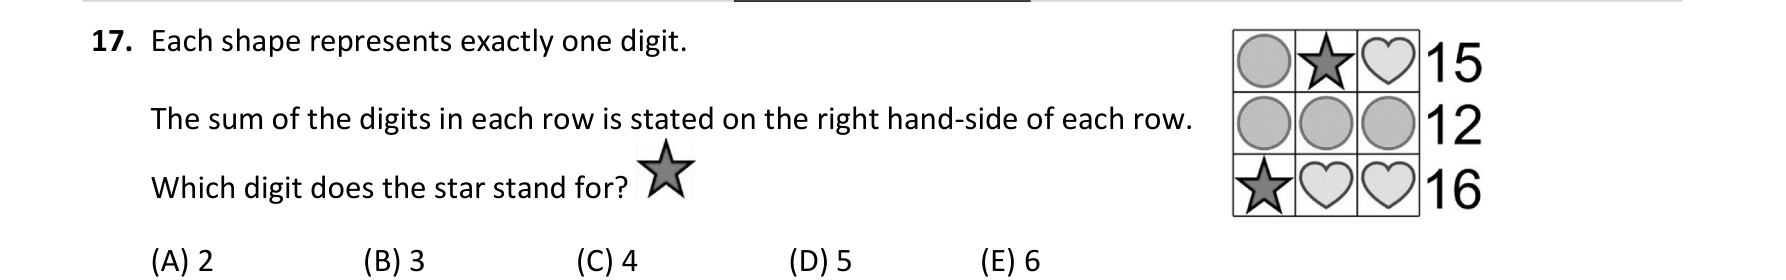 17. Each shape represents exactly one digit.
15
The sum of the digits in each row is stated on the right hand-side of each row.
12
Which digit does the star stand for?
16
(A) 2 (B) 3 (C) 4 (D) 5 (E) 6